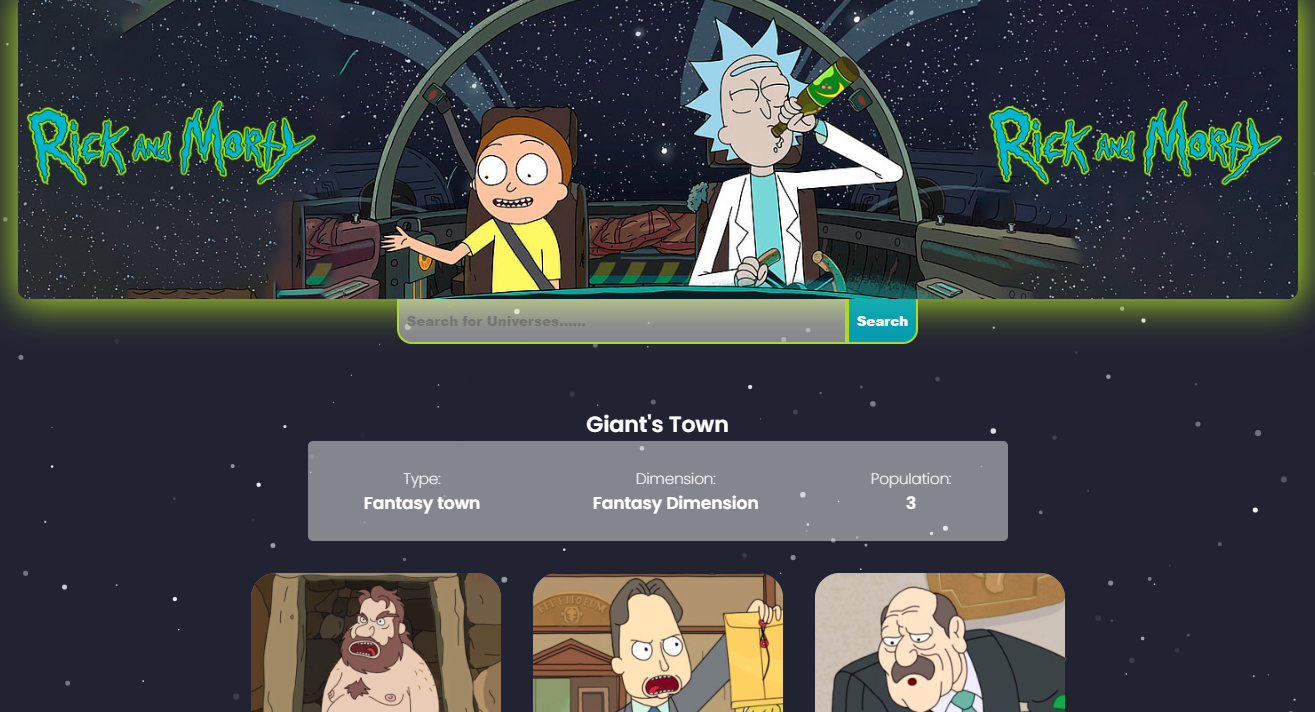 Rick and Morty
Rick and Morty
Search for Universes......
Search
Giant's Town
Type:
Fantasy town
Dimension:
Fantasy Dimension
Population:
3